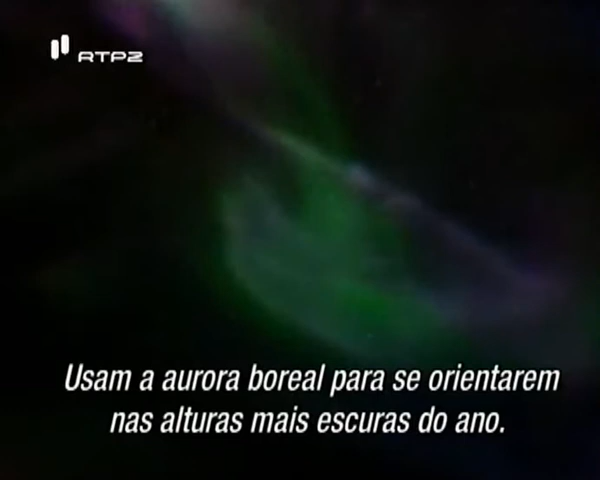 RTP2
Usam a aurora boreal para se orientarem
nas alturas mais escuras do ano.